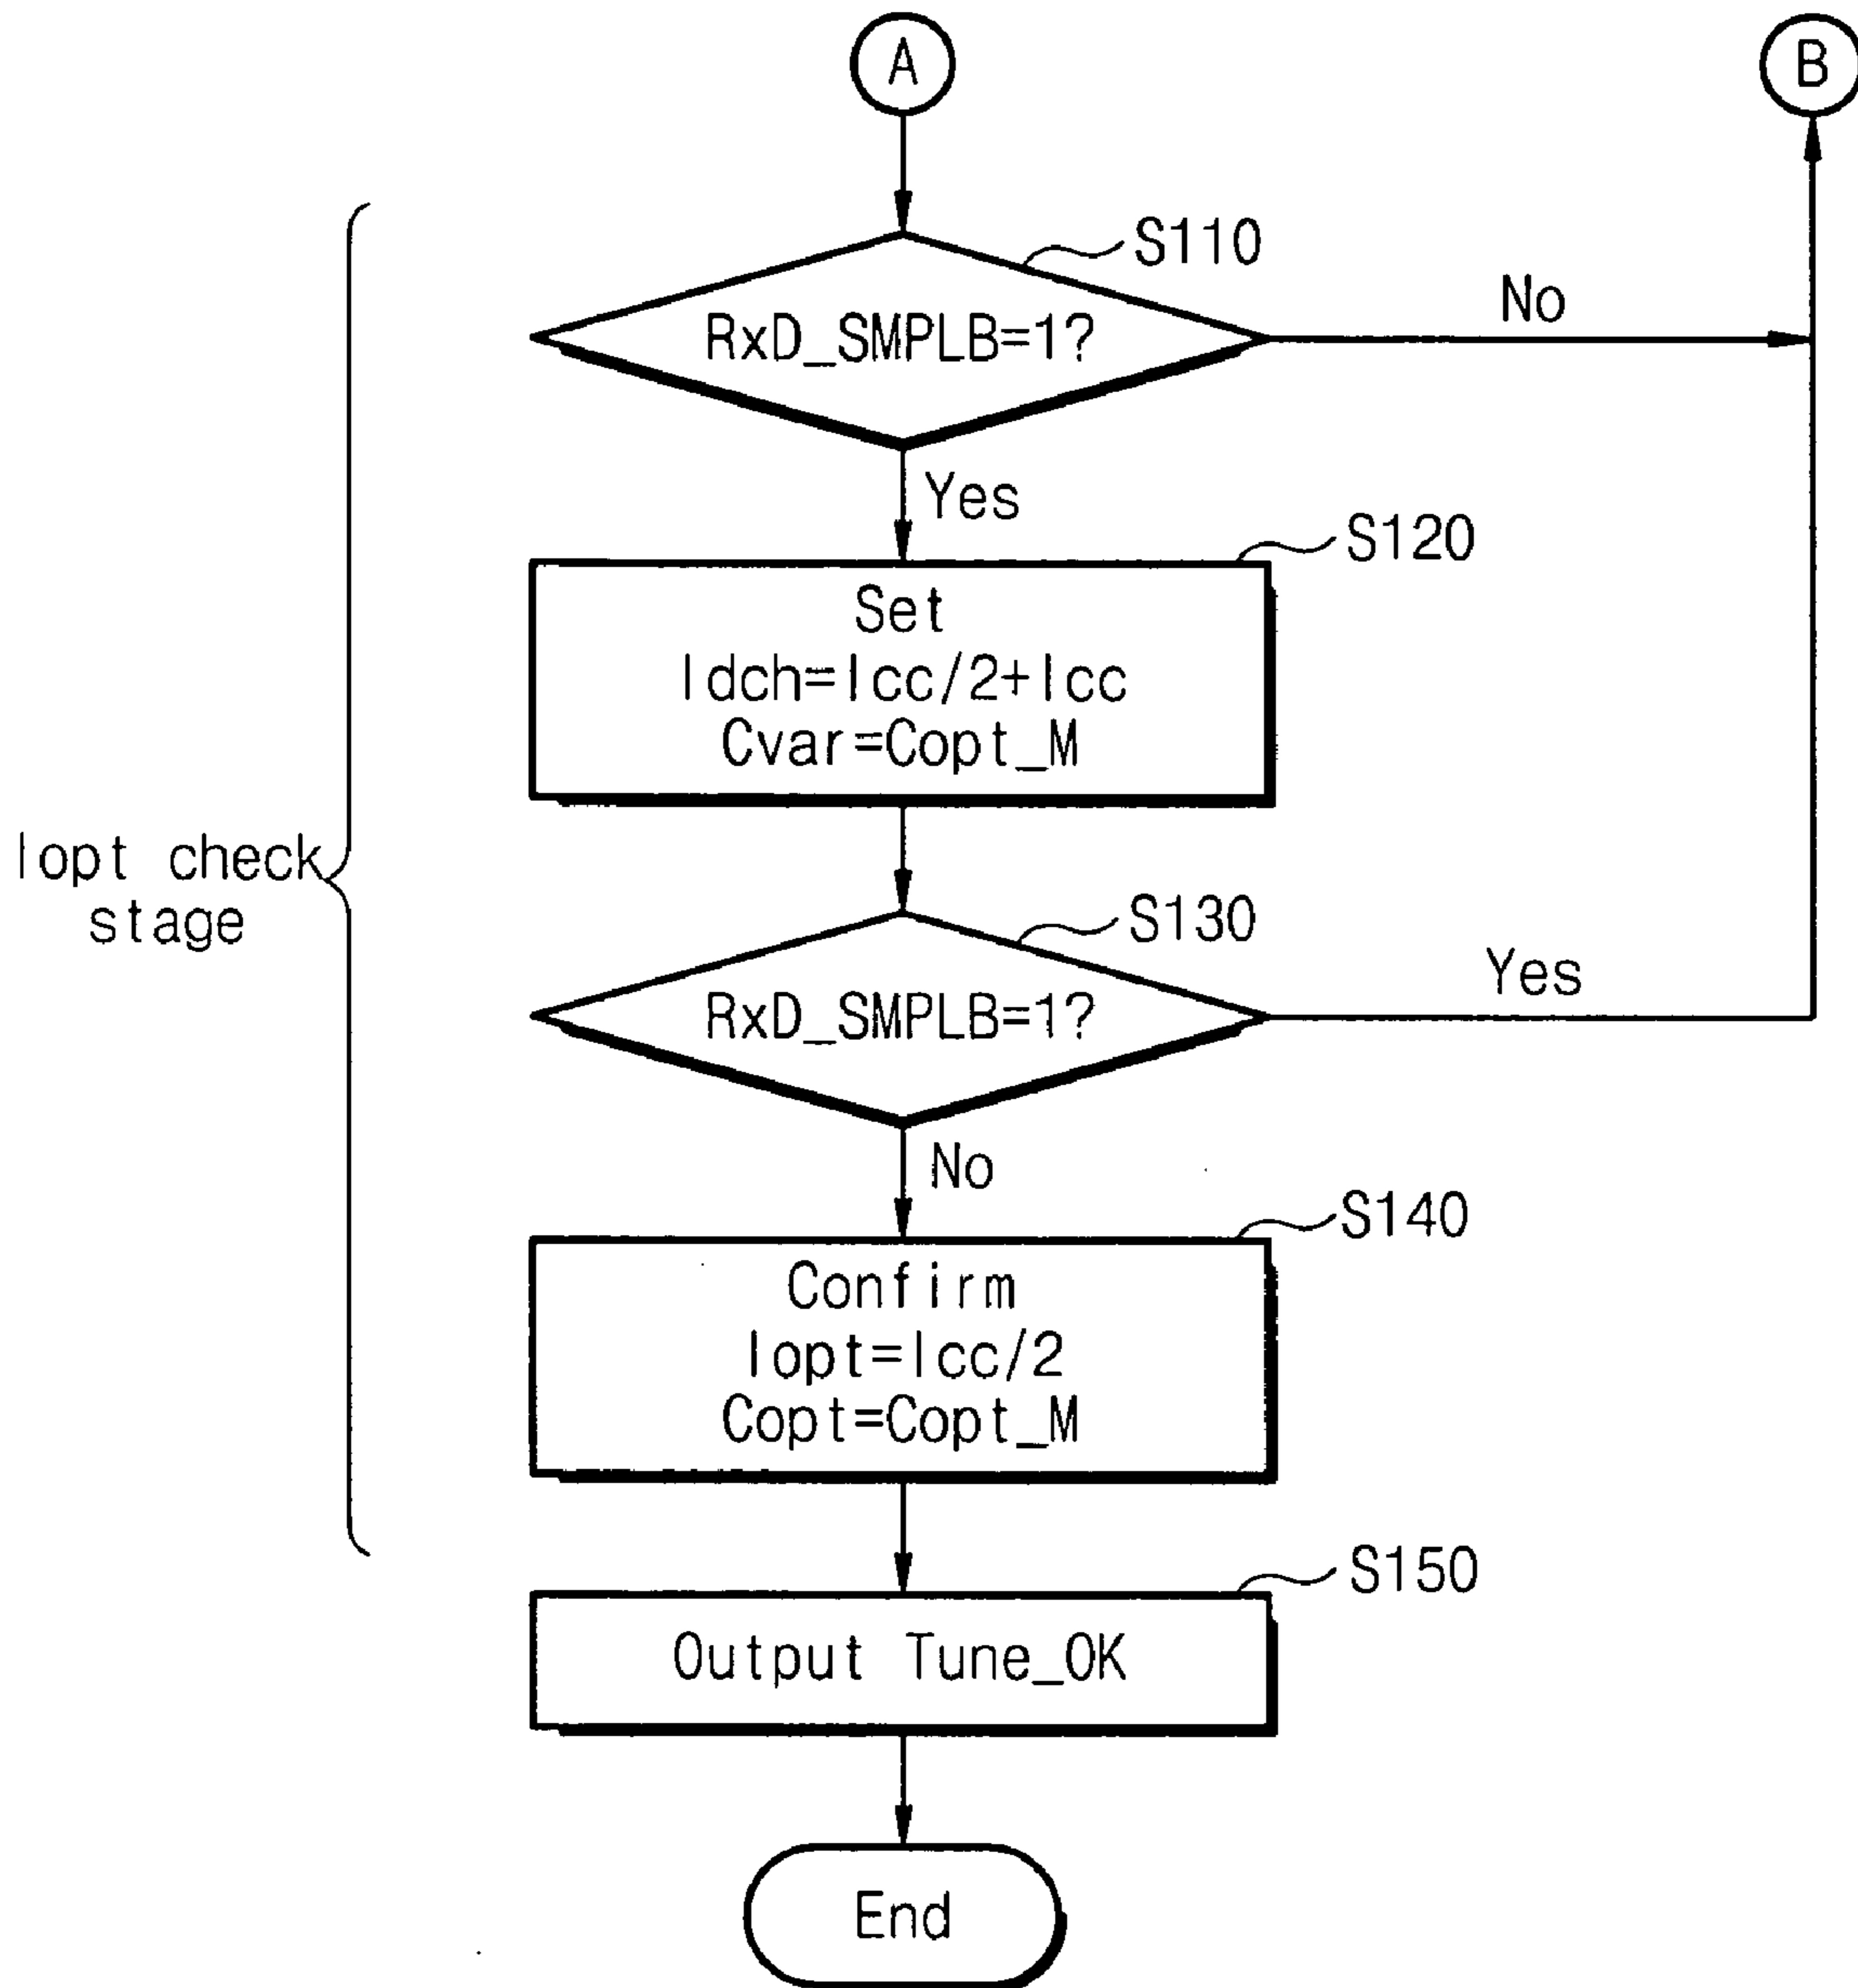 A
B
S110
RxD_SMPLB=1?
No
Yes
S120
Set
Idch=Icc/2+Icc
Cvar=Copt_M
Iopt check
stage
S130
RxD_SMPLB=1?
Yes
No
S140
Confirm
Iopt=Icc/2
Copt=Copt_M
S150
Output Tune_OK
End